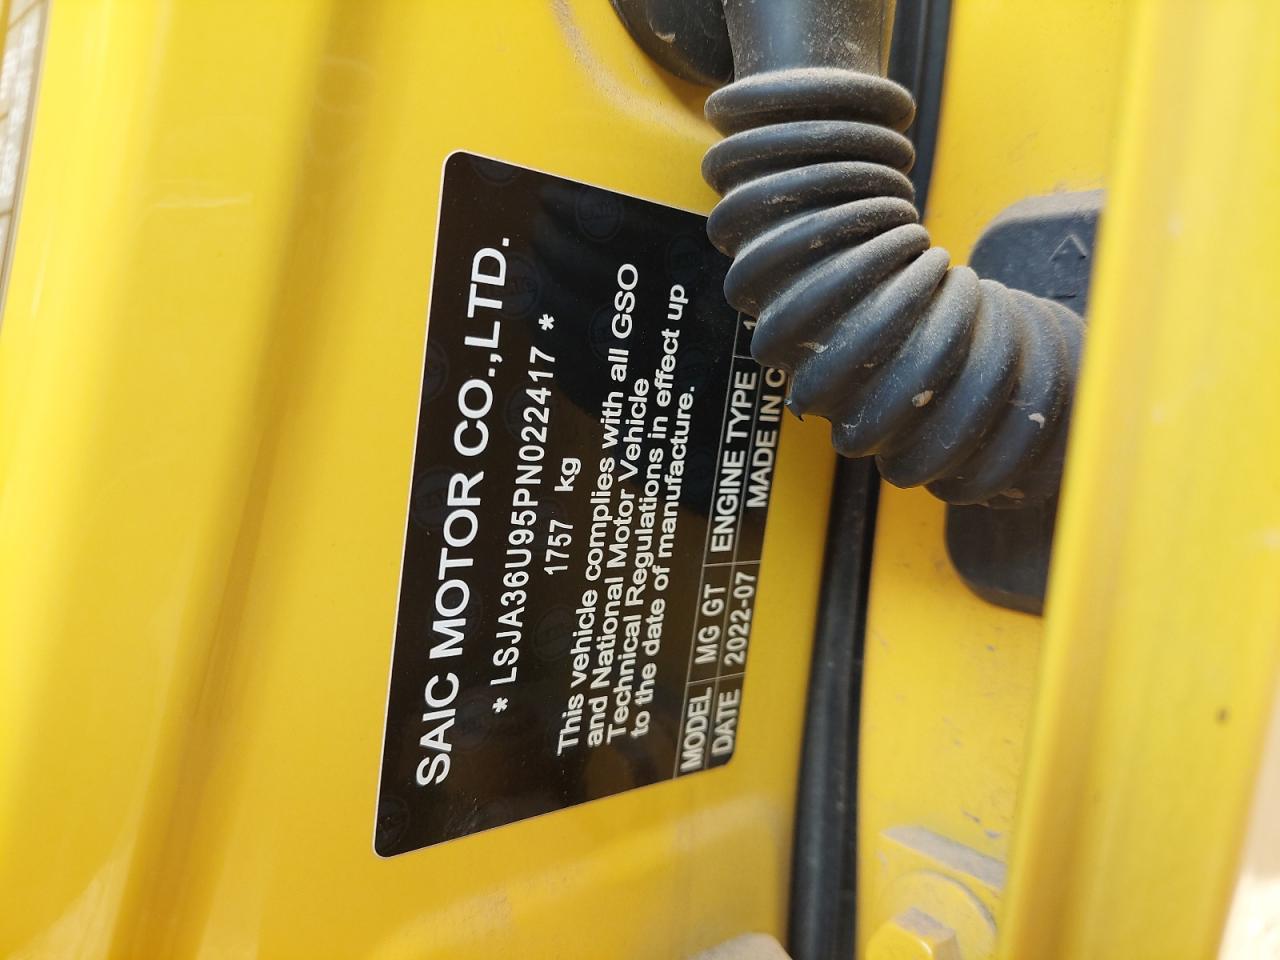 SAIC MOTOR CO.,LTD.
* LSJA36U95PN022417 *
1757 kg
This vehicle complies with all GSO
and National Motor Vehicle
Technical Regulations in effect up
to the date of manufacture.
MODEL MG GT ENGINE TYPE
DATE 2022-07 MADE IN